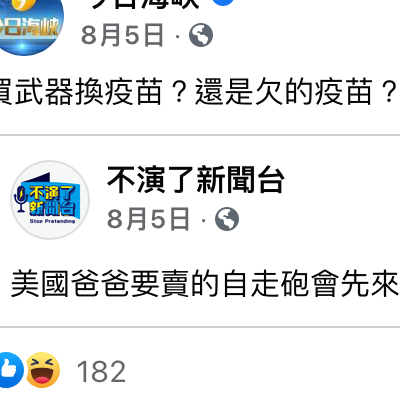 今日海峽
8月5日 ·
買武器換疫苗？還是欠的疫苗？
不演了新聞台
不演了
新聞台
Stop Pretending
8月5日 ·
美國爸爸要賣的自走砲會先來
182